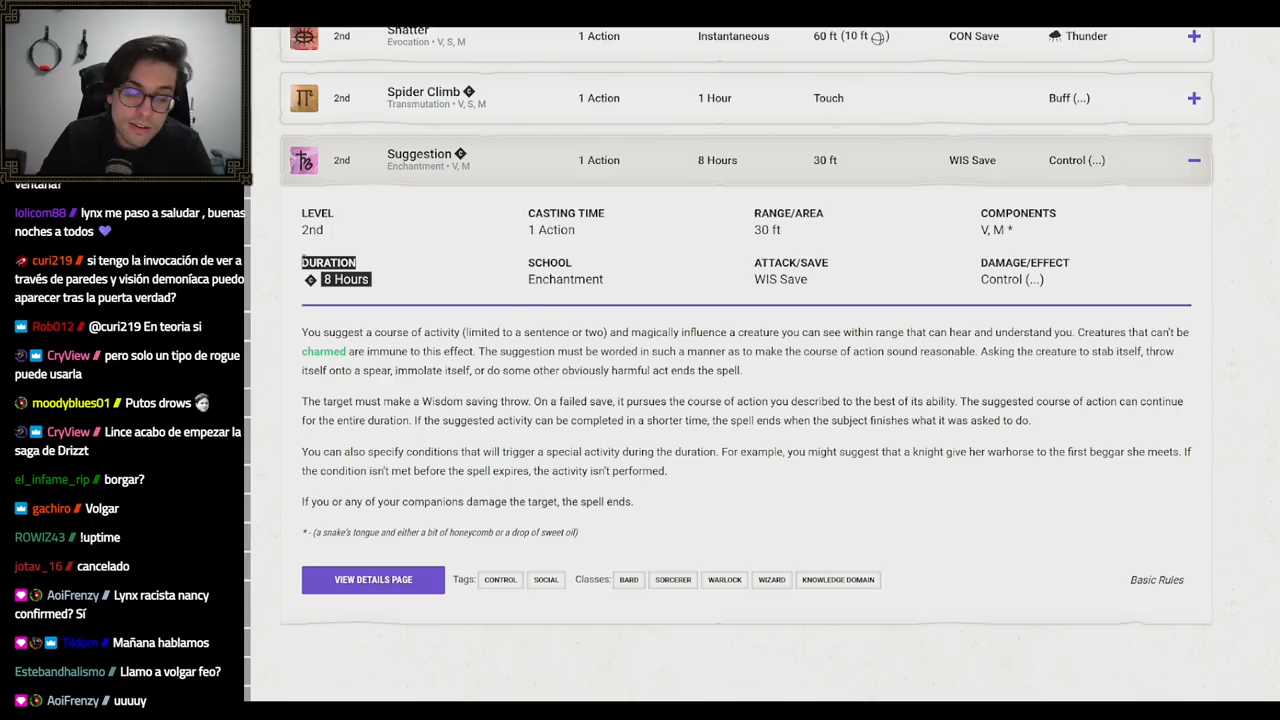 Shatter
Evocation • V, S, M
2nd
1 Action
Instantaneous
60 ft (10 ft )
CON Save
Thunder
2nd
Spider Climb
Transmutation • V, S, M
1 Action
1 Hour
Touch
Buff (...)
2nd
Suggestion
Enchantment • V, M
1 Action
8 Hours
30 ft
WIS Save
Control (...)
LEVEL
2nd
CASTING TIME
1 Action
RANGE/AREA
30 ft
COMPONENTS
V, M *
DURATION
8 Hours
SCHOOL
Enchantment
ATTACK/SAVE
WIS Save
DAMAGE/EFFECT
Control (...)
You suggest a course of activity (limited to a sentence or two) and magically influence a creature you can see within range that can hear and understand you. Creatures that can't be
charmed are immune to this effect. The suggestion must be worded in such a manner as to make the course of action sound reasonable. Asking the creature to stab itself, throw
itself onto a spear, immolate itself, or do some other obviously harmful act ends the spell.
The target must make a Wisdom saving throw. On a failed save, it pursues the course of action you described to the best of its ability. The suggested course of action can continue
for the entire duration. If the suggested activity can be completed in a shorter time, the spell ends when the subject finishes what it was asked to do.
You can also specify conditions that will trigger a special activity during the duration. For example, you might suggest that a knight give her warhorse to the first beggar she meets. If
the condition isn't met before the spell expires, the activity isn't performed.
If you or any of your companions damage the target, the spell ends.
* - (a snake's tongue and either a bit of honeycomb or a drop of sweet oil)
VIEW DETAILS PAGE
Tags: CONTROL SOCIAL Classes: BARD SORCERER WARLOCK WIZARD KNOWLEDGE DOMAIN
Basic Rules
ventana?
lolicom88 // lynx me paso a saludar , buenas
noches a todos
curi219 // si tengo la invocación de ver a
través de paredes y visión demoníaca puedo
aparecer tras la puerta verdad?
Rob012 // @curi219 En teoria si
CryView // pero solo un tipo de rogue
puede usarla
moodyblues01 // Putos drows
CryView // Lince acabo de empezar la
saga de Drizzt
el_infame_rip // borgar?
gachiro // Volgar
ROWIZ43 // !uptime
jotav_16 // cancelado
AoiFrenzy // Lynx racista nancy
confirmed? Sí
Tildom // Mañana hablamos
Estebandhalismo // Llamo a volgar feo?
AoiFrenzy // uuuuy